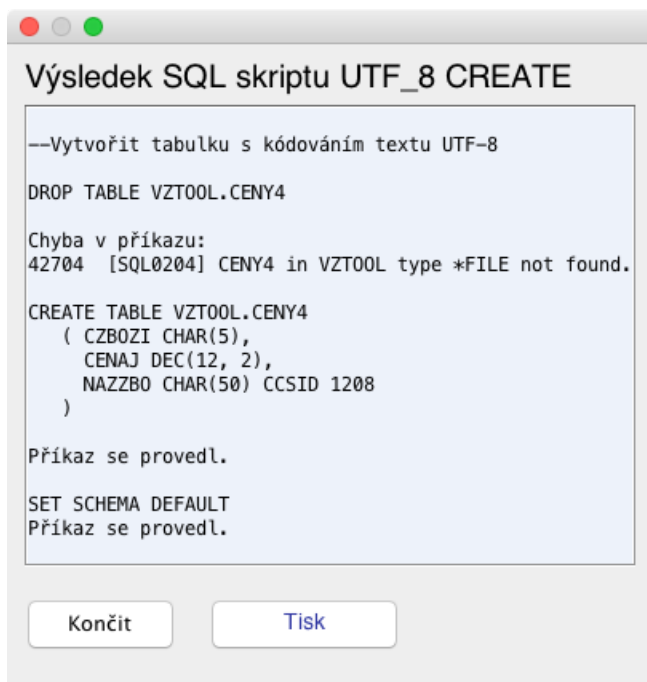 Výsledek SQL skriptu UTF_8 CREATE
--Vytvořit tabulku s kódováním textu UTF-8
DROP TABLE VZTOOL.CENY4
Chyba v příkazu:
42704  [SQL0204] CENY4 in VZTOOL type *FILE not found.
CREATE TABLE VZTOOL.CENY4
( CZBOZI CHAR(5),
CENAJ DEC(12, 2),
NAZZBO CHAR(50) CCSID 1208
)
Příkaz se provedl.
SET SCHEMA DEFAULT
Příkaz se provedl.
Končit
Tisk